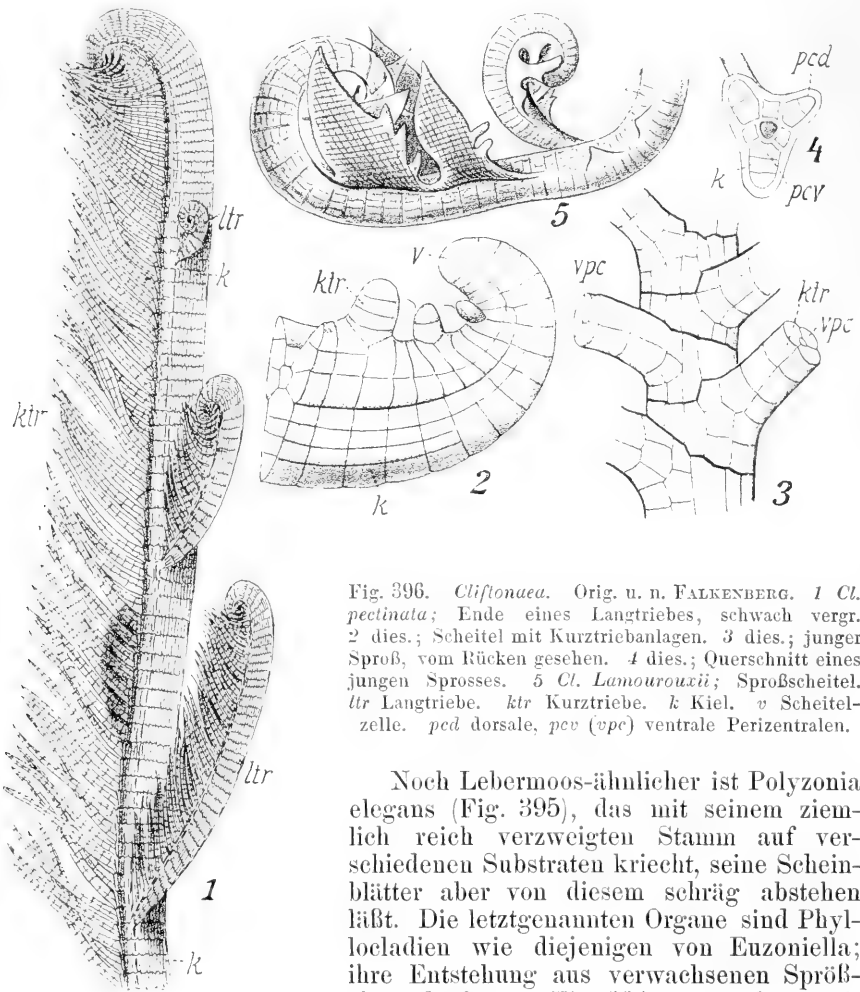 pcd
4
k
pcv
5
ltr
k
v
ktr
vpc
ktr
vpc
ktr
2
3
k
ltr
1
k
Fig. 396. Cliftonaea. Orig. u. n. FALKENBERG. 1 Cl.
pectinata; Ende eines Langtriebes, schwach vergr.
2 dies.; Scheitel mit Kurztriebanlagen. 3 dies.; junger
Sproß, vom Rücken gesehen. 4 dies.; Querschnitt eines
jungen Sprosses. 5 Cl. Lamourouxii; Sproßscheitel.
ltr Langtriebe. ktr Kurztriebe. k Kiel. v Scheitel-
zelle. pcd dorsale, pcv (vpc) ventrale Perizentralen.
Noch Lebermoos-ähnlicher ist Polyzonia
elegans (Fig. 395), das mit seinem ziem-
lich reich verzweigten Stamm auf ver-
schiedenen Substraten kriecht, seine Schein-
blätter aber von diesem schräg abstehen
läßt. Die letztgenannten Organe sind Phyl-
locladien wie diejenigen von Euzoniella;
ihre Entstehung aus verwachsenen Spröß-